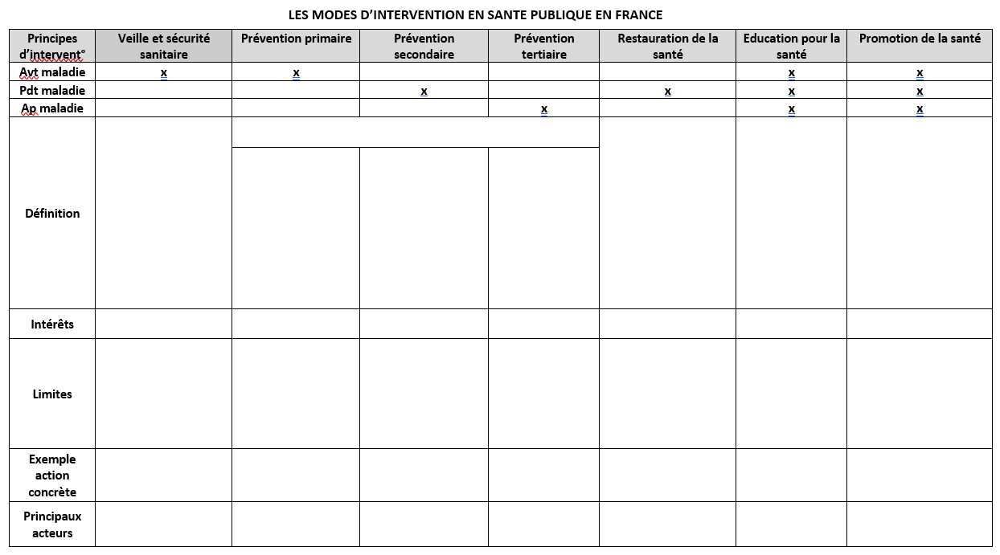 LES MODES D’INTERVENTION EN SANTE PUBLIQUE EN FRANCE
Principes d’intervent° Veille et sécurité sanitaire Prévention primaire Prévention secondaire Prévention tertiaire Restauration de la santé Education pour la santé Promotion de la santé
Avt maladie x x x x
Pdt maladie x x x x
Ap maladie x x x
Définition
Intérêts
Limites
Exemple
action
concrète
Principaux
acteurs